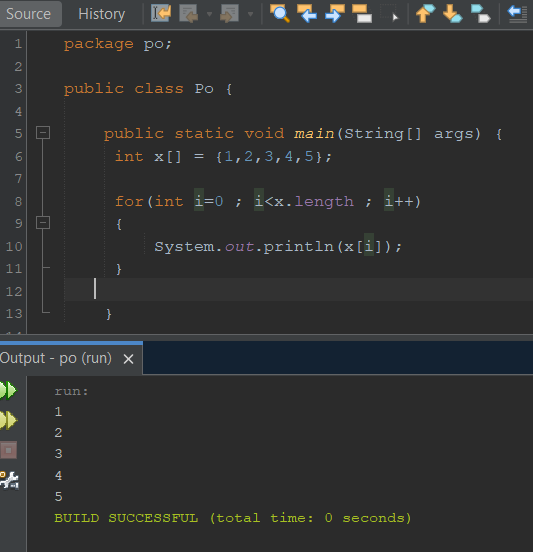 Source History
1 package po;
2
3 public class Po {
4
5 public static void main(String[] args) {
6 int x[] = {1,2,3,4,5};
7
8 for(int i=0 ; i<x.length ; i++)
9 {
10 System.out.println(x[i]);
11 }
12
13 }
Output - po (run) ×
run:
1
2
3
4
5
BUILD SUCCESSFUL (total time: 0 seconds)